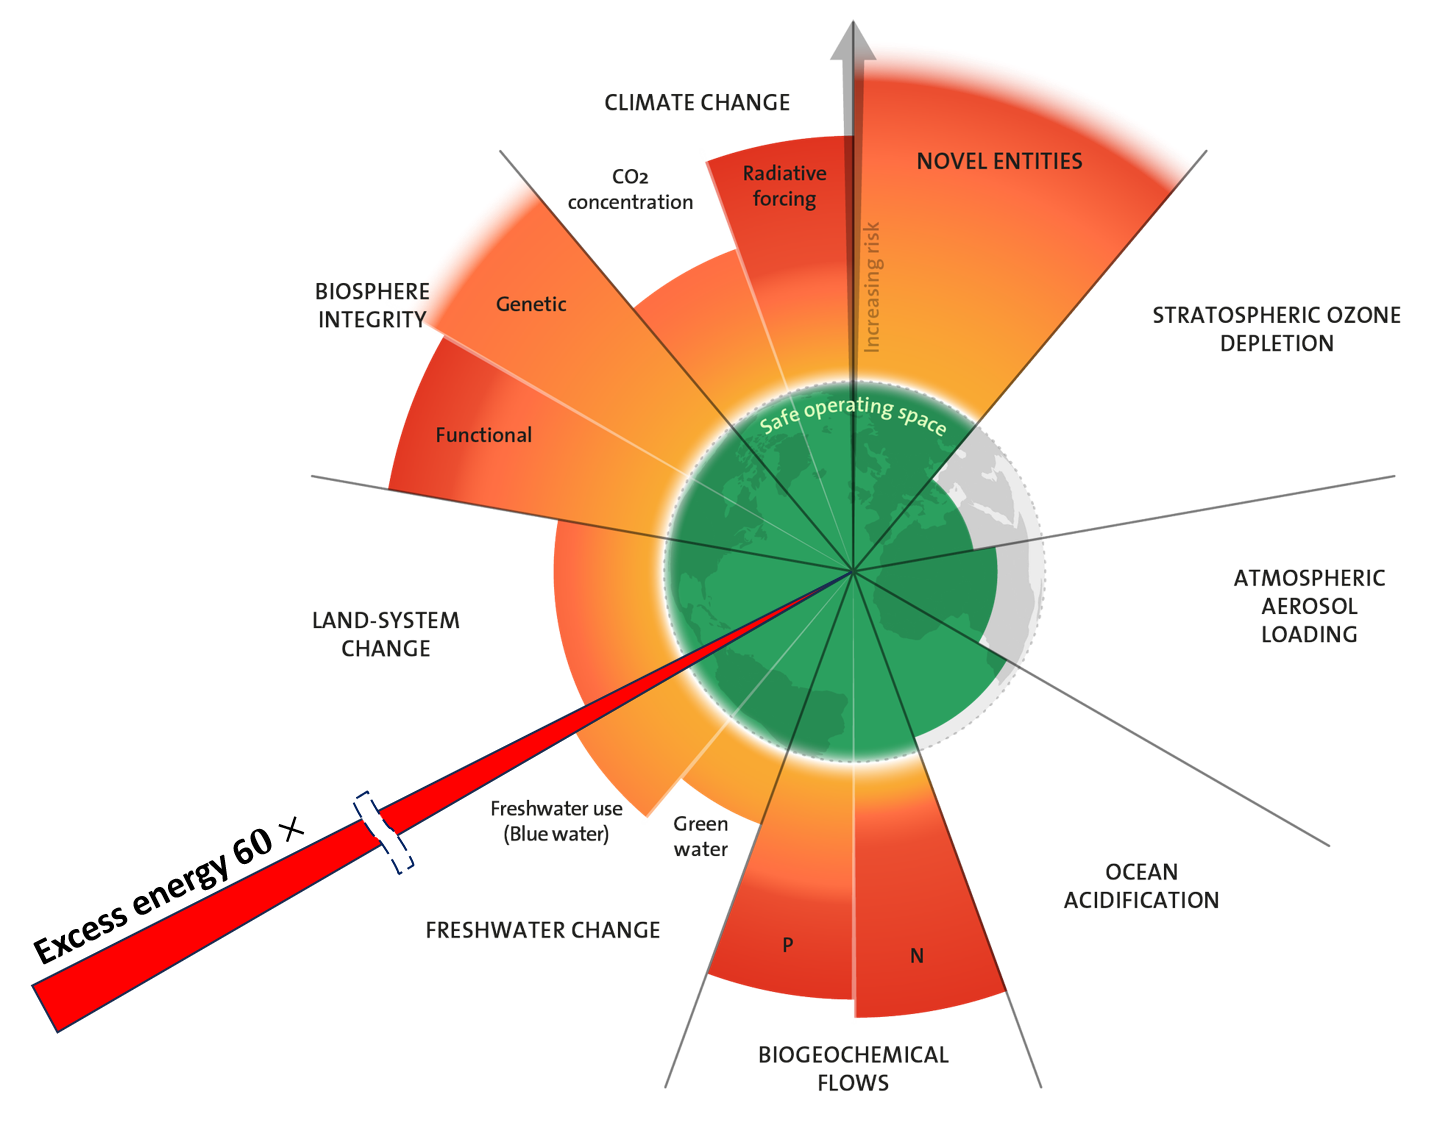 CLIMATE CHANGE
CO2
concentration
Radiative
forcing
NOVEL ENTITIES
Increasing risk
BIOSPHERE
INTEGRITY
Genetic
Functional
STRATOSPHERIC OZONE
DEPLETION
Safe operating space
ATMOSPHERIC
AEROSOL
LOADING
LAND-SYSTEM
CHANGE
Freshwater use
(Blue water)
Green
water
Excess energy 60 ×
FRESHWATER CHANGE
P
N
OCEAN
ACIDIFICATION
BIOGEOCHEMICAL
FLOWS